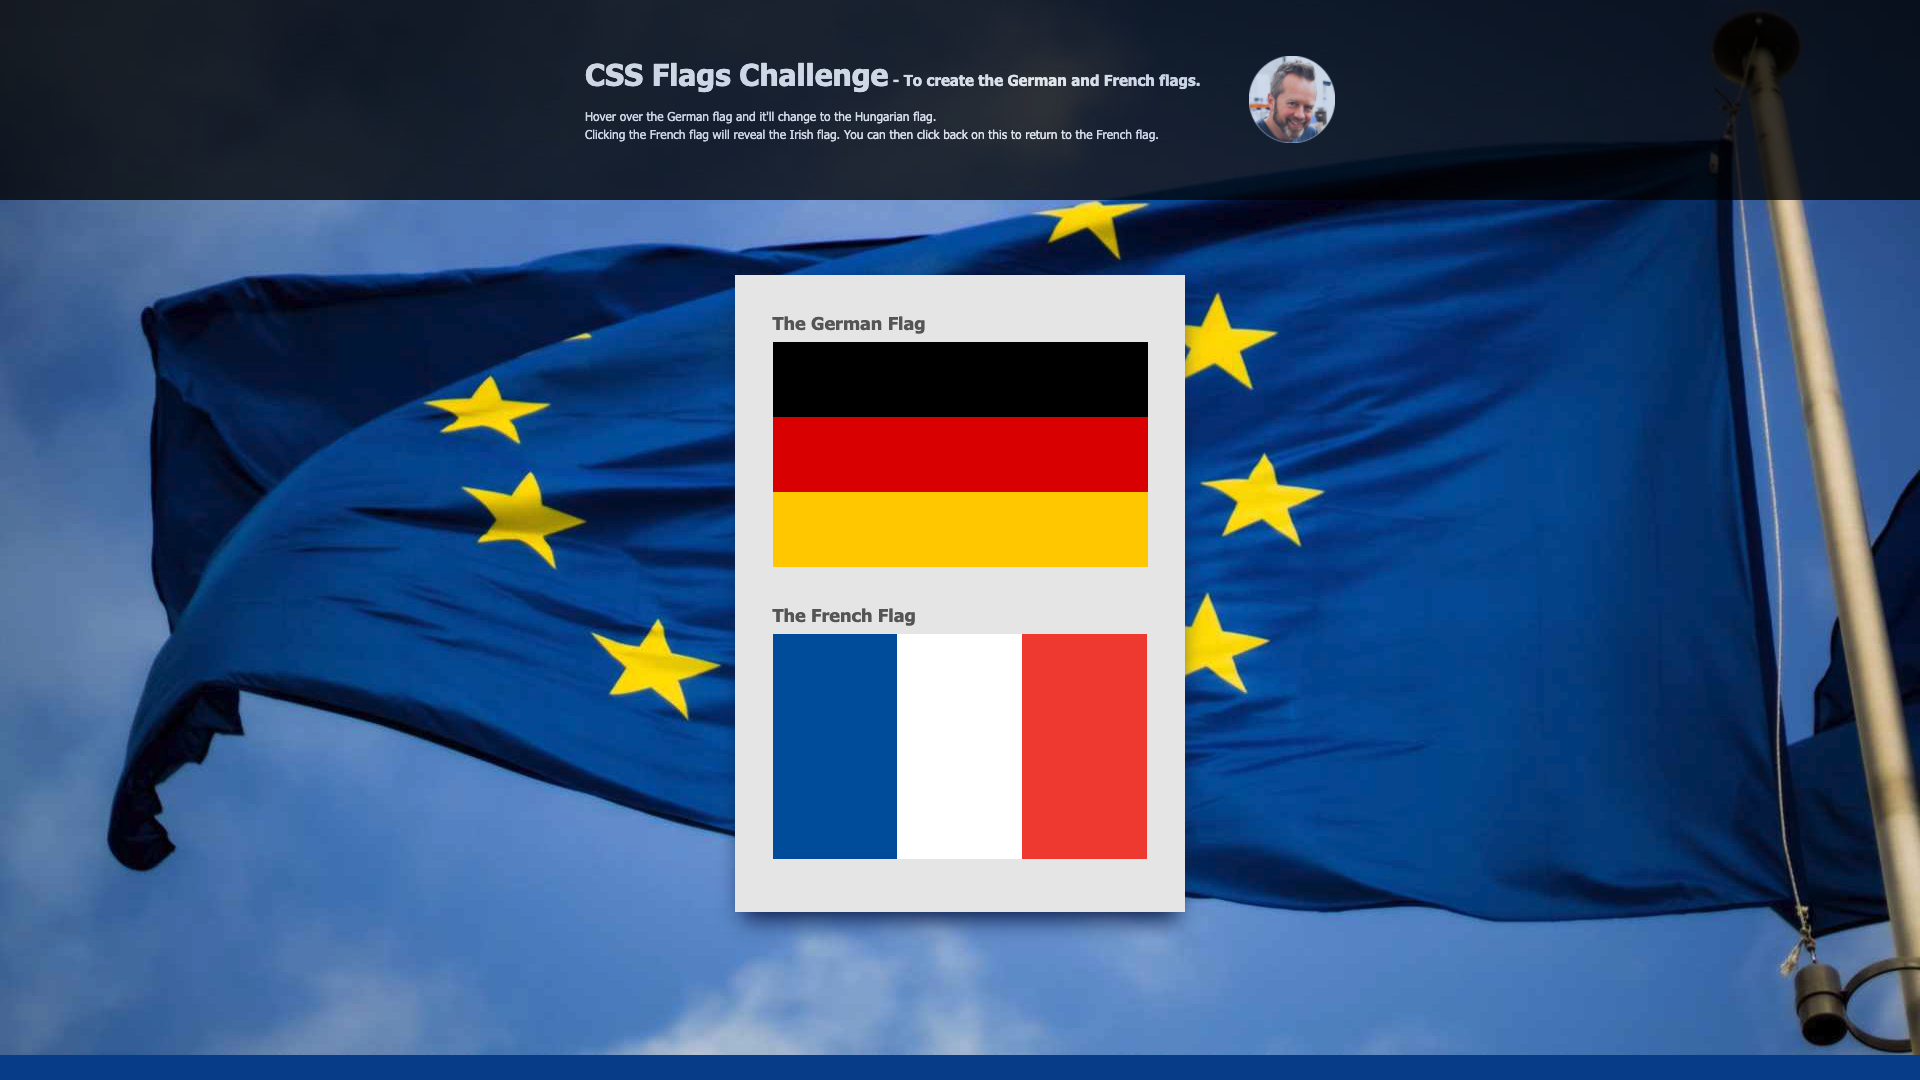 CSS Flags Challenge - To create the German and French flags.
Hover over the German flag and it'll change to the Hungarian flag.
Clicking the French flag will reveal the Irish flag. You can then click back on this to return to the French flag.
The German Flag
The French Flag